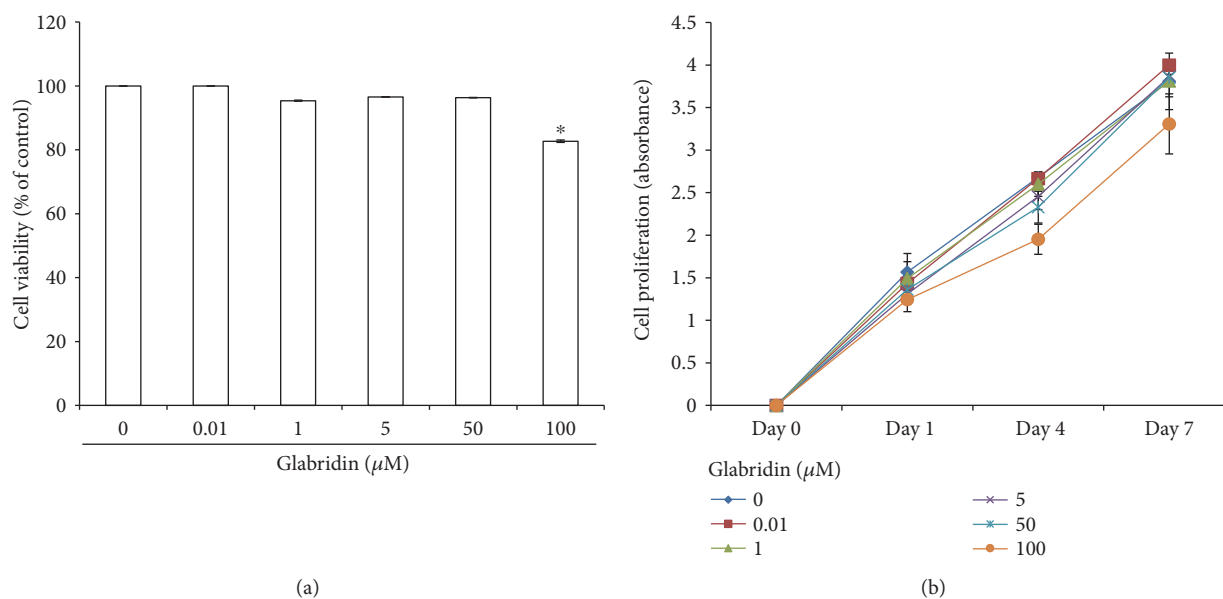 120
100
80
60
40
20
0
Cell viability (% of control)
*
0 0.01 1 5 50 100
Glabridin (μM)
(a)
4.5
4
3.5
3
2.5
2
1.5
1
0.5
0
Cell proliferation (absorbance)
Day 0 Day 1 Day 4 Day 7
Glabridin (μM)
0 5
0.01 50
1 100
(b)